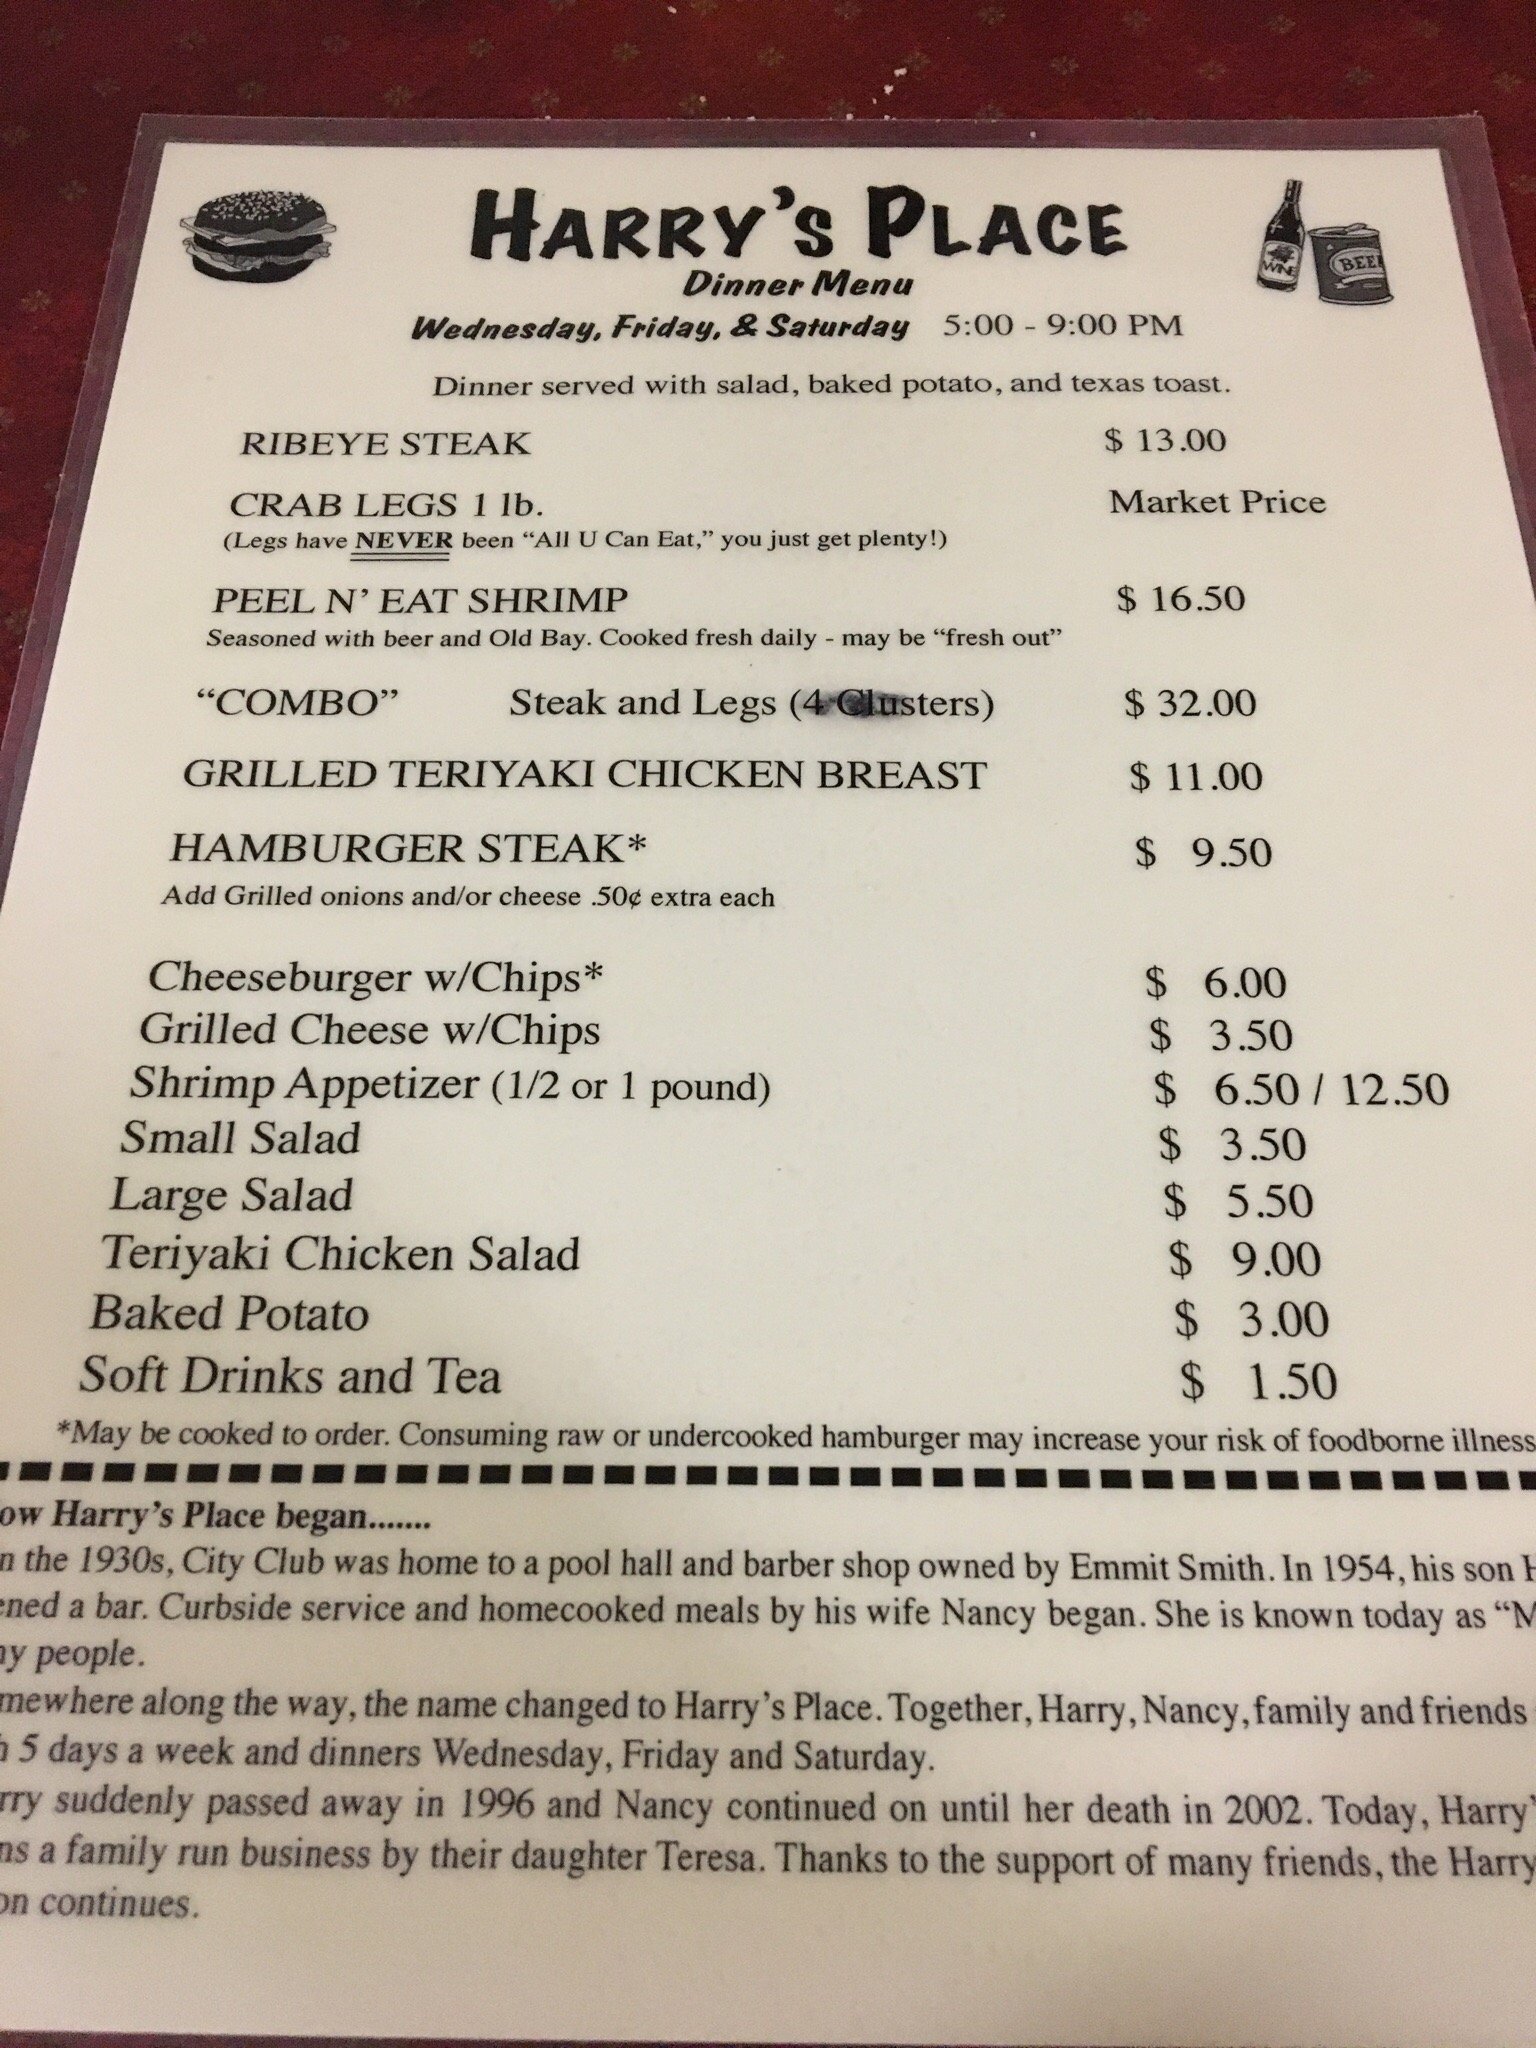 HARRY'S PLACE
Dinner Menu
Wednesday, Friday, & Saturday 5:00 - 9:00 PM
WINE
BEE
Dinner served with salad, baked potato, and texas toast.
RIBEYE STEAK $ 13.00
CRAB LEGS 1 lb. Market Price
(Legs have NEVER been “All U Can Eat,” you just get plenty!)
PEEL N’ EAT SHRIMP $ 16.50
Seasoned with beer and Old Bay. Cooked fresh daily - may be “fresh out”
“COMBO” Steak and Legs (4 Clusters) $ 32.00
GRILLED TERIYAKI CHICKEN BREAST $ 11.00
HAMBURGER STEAK* $ 9.50
Add Grilled onions and/or cheese .50¢ extra each
Cheeseburger w/Chips* $ 6.00
Grilled Cheese w/Chips $ 3.50
Shrimp Appetizer (1/2 or 1 pound) $ 6.50 / 12.50
Small Salad $ 3.50
Large Salad $ 5.50
Teriyaki Chicken Salad $ 9.00
Baked Potato $ 3.00
Soft Drinks and Tea $ 1.50
*May be cooked to order. Consuming raw or undercooked hamburger may increase your risk of foodborne illness
ow Harry’s Place began.......
n the 1930s, City Club was home to a pool hall and barber shop owned by Emmit Smith. In 1954, his son H
ened a bar. Curbside service and homecooked meals by his wife Nancy began. She is known today as “M
ny people.
mewhere along the way, the name changed to Harry’s Place. Together, Harry, Nancy, family and friends
h 5 days a week and dinners Wednesday, Friday and Saturday.
rry suddenly passed away in 1996 and Nancy continued on until her death in 2002. Today, Harry’
ns a family run business by their daughter Teresa. Thanks to the support of many friends, the Harry
on continues.